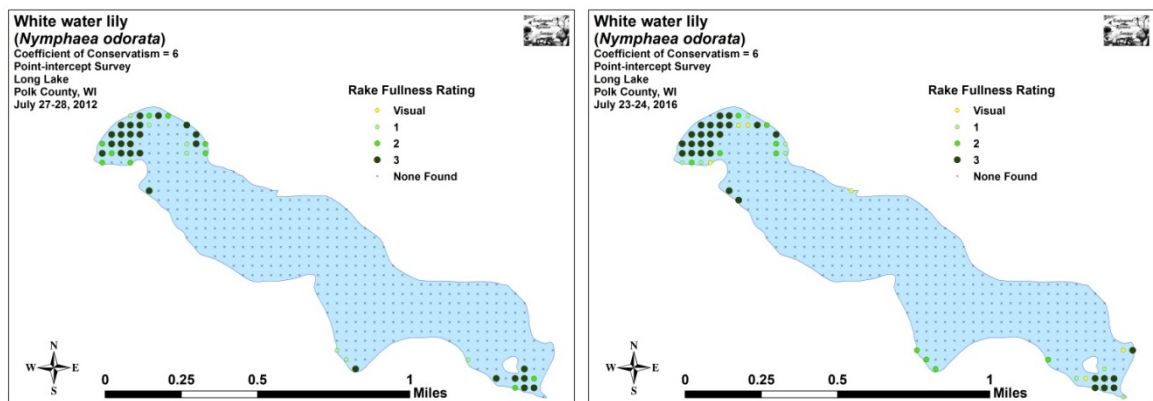 White water lily
(Nymphaea odorata)
Coefficient of Conservatism = 6
Point-intercept Survey
Long Lake
Polk County, WI
July 27-28, 2012
Rake Fullness Rating
Visual
1
2
3
None Found
N
W E
S
0 0.25 0.5 1
Miles
White water lily
(Nymphaea odorata)
Coefficient of Conservatism = 6
Point-intercept Survey
Long Lake
Polk County, WI
July 23-24, 2016
Rake Fullness Rating
Visual
1
2
3
None Found
N
W E
S
0 0.25 0.5 1
Miles